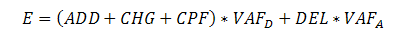 E = (ADD + CHG + CPF) * VAF_D + DEL * VAF_A